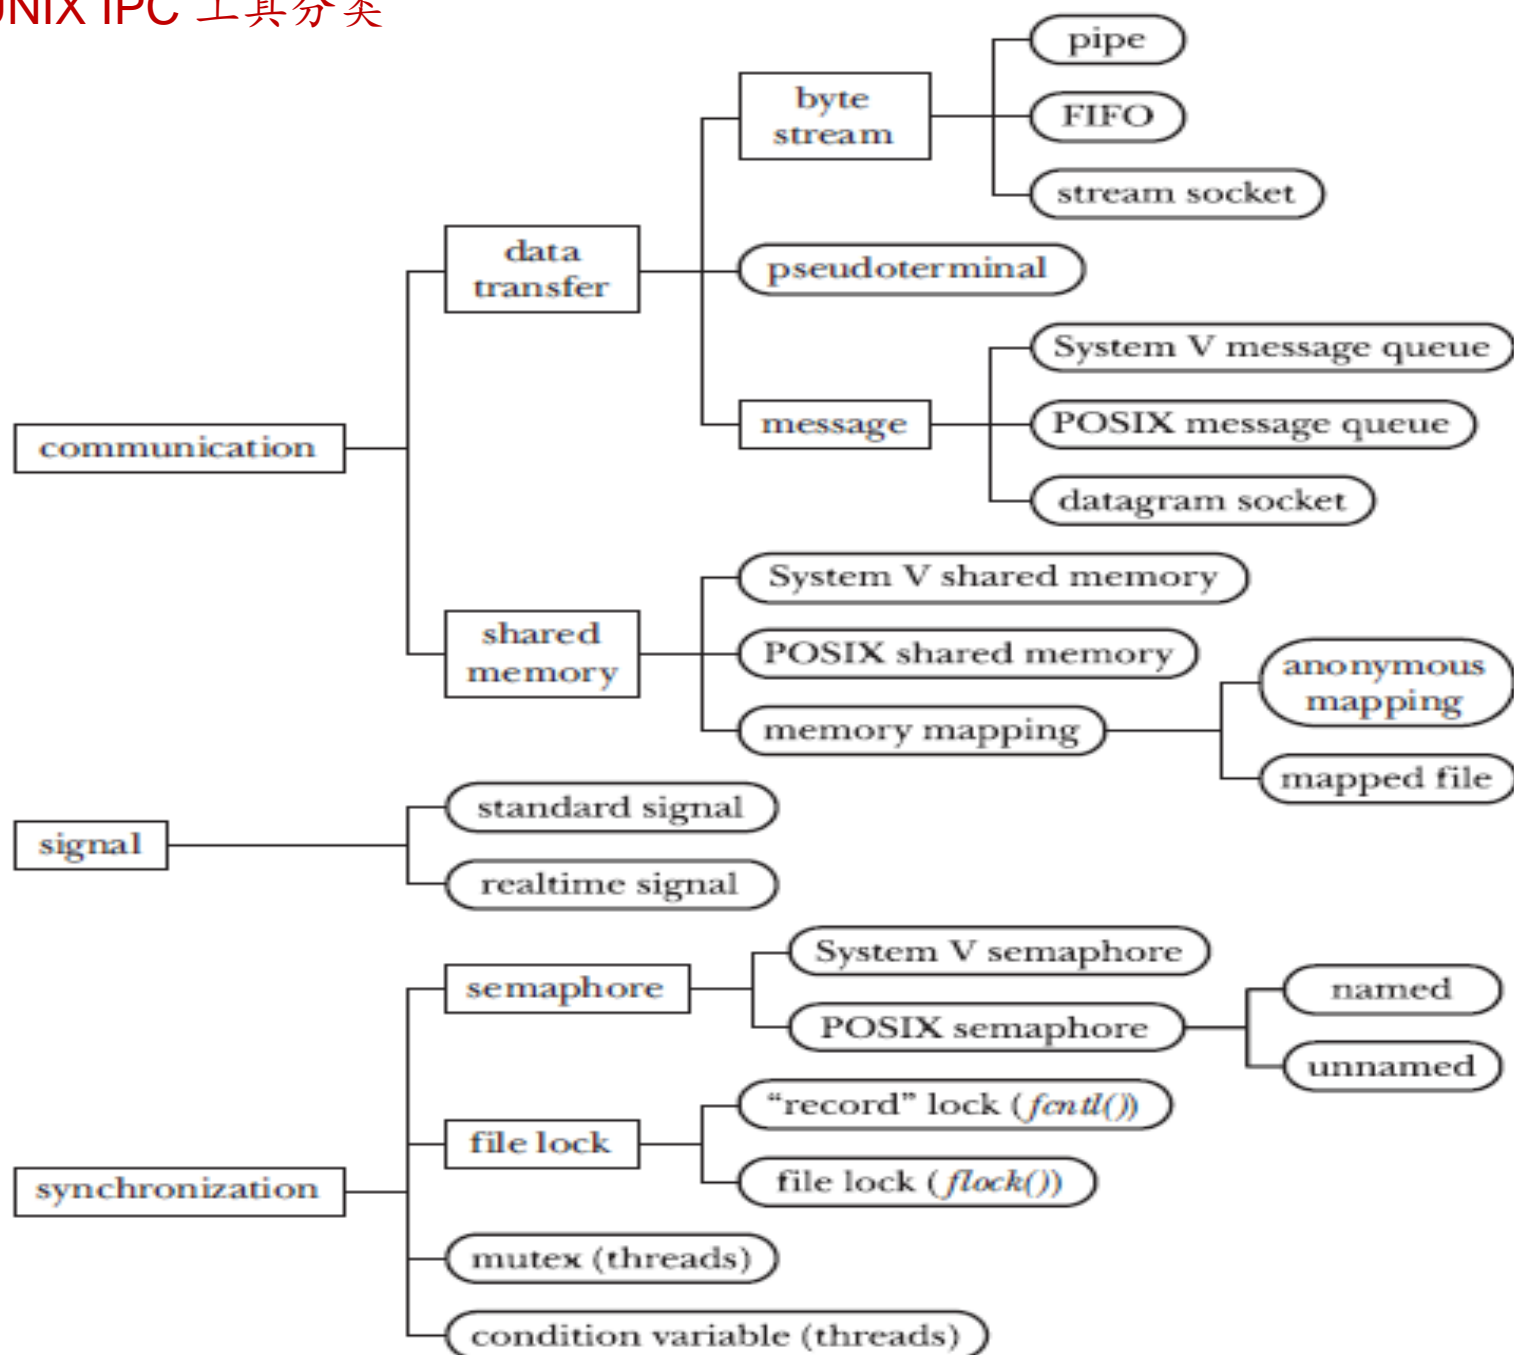 UNIX IPC 工具分类
pipe
byte
stream
FIFO
stream socket
data
transfer
pseudoterminal
System V message queue
message
POSIX message queue
communication
datagram socket
System V shared memory
shared
memory
POSIX shared memory
anonymous
mapping
memory mapping
mapped file
standard signal
signal
realtime signal
System V semaphore
semaphore
named
POSIX semaphore
unnamed
“record” lock (fcntl())
file lock
file lock (flock())
synchronization
mutex (threads)
condition variable (threads)